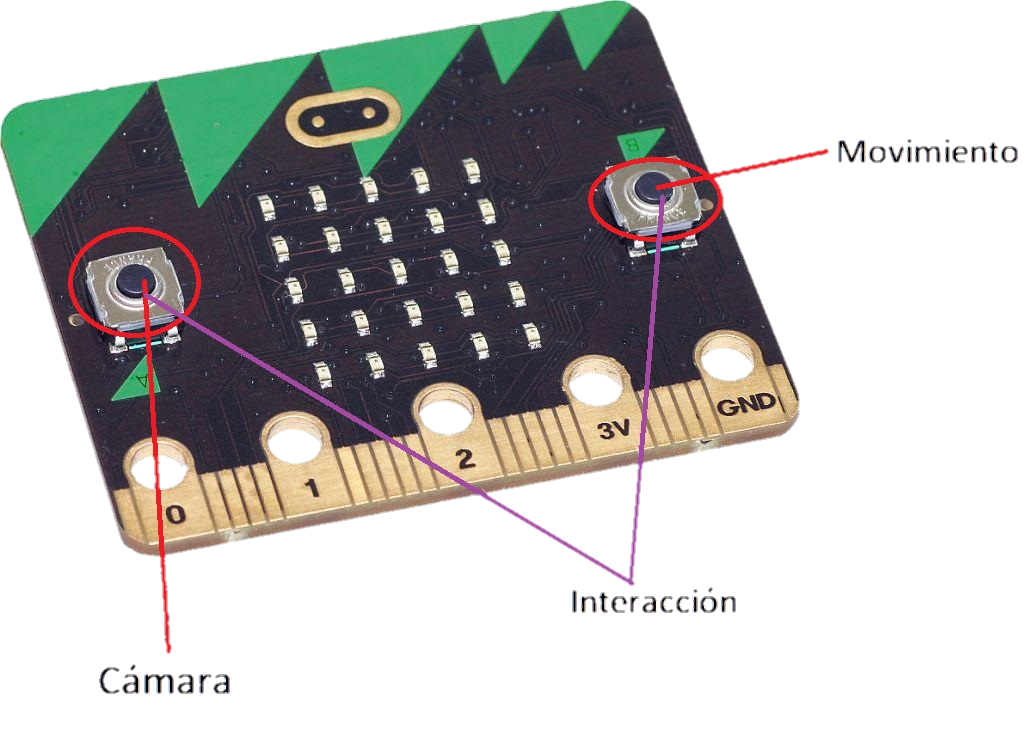 B
Movimiento
A
GND
3V
2
1
0
Interacción
Cámara